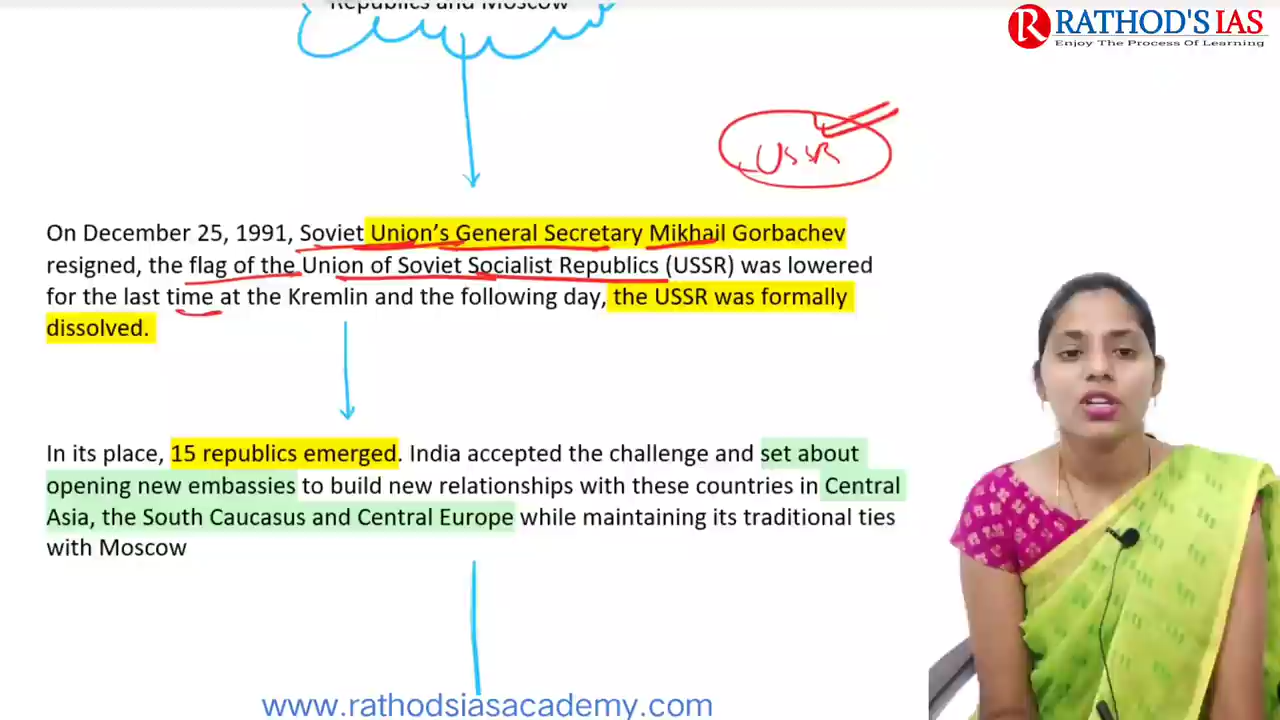 Republics and Moscow
RATHOD'S IAS
Enjoy The Process Of Learning
USSR
On December 25, 1991, Soviet Union's General Secretary Mikhail Gorbachev
resigned, the flag of the Union of Soviet Socialist Republics (USSR) was lowered
for the last time at the Kremlin and the following day, the USSR was formally
dissolved.
In its place, 15 republics emerged. India accepted the challenge and set about
opening new embassies to build new relationships with these countries in Central
Asia, the South Caucasus and Central Europe while maintaining its traditional ties
with Moscow
www.rathodsiasacademy.com